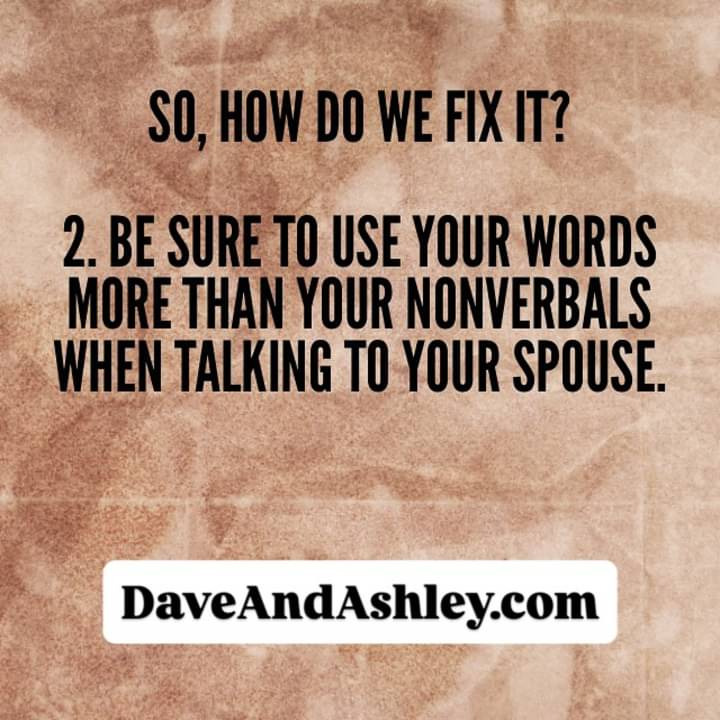 SO, HOW DO WE FIX IT?
2. BE SURE TO USE YOUR WORDS
MORE THAN YOUR NONVERBALS
WHEN TALKING TO YOUR SPOUSE.
DaveAndAshley.com